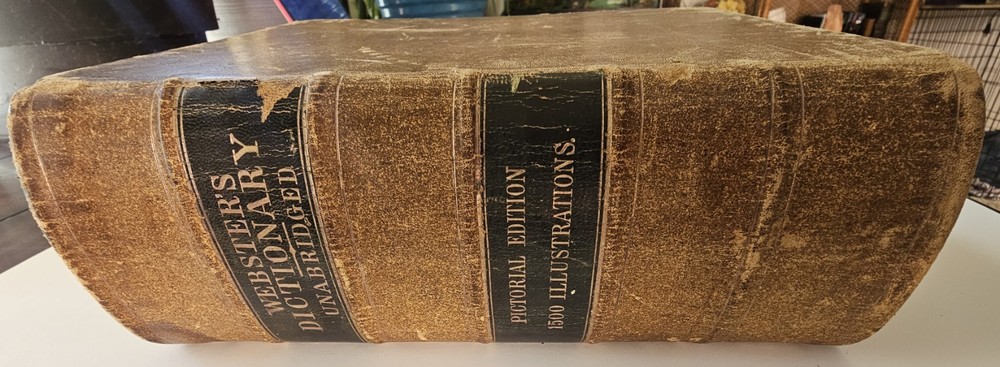 WEBSTER'S
DICTIONARY
UNABRIDGED.
PICTORIAL EDITION
1500 ILLUSTRATIONS.